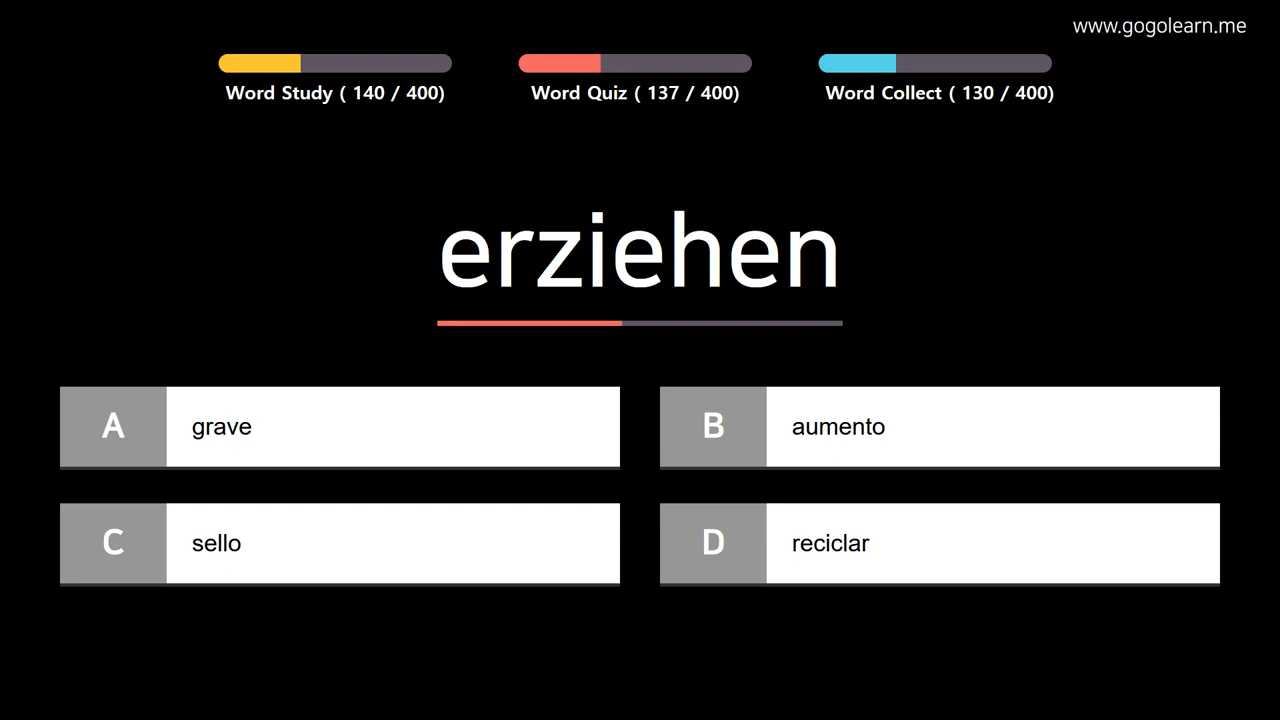 www.gogolearn.me
Word Study ( 140 / 400)
Word Quiz ( 137 / 400)
Word Collect ( 130 / 400)
erziehen
A grave
B aumento
C sello
D reciclar